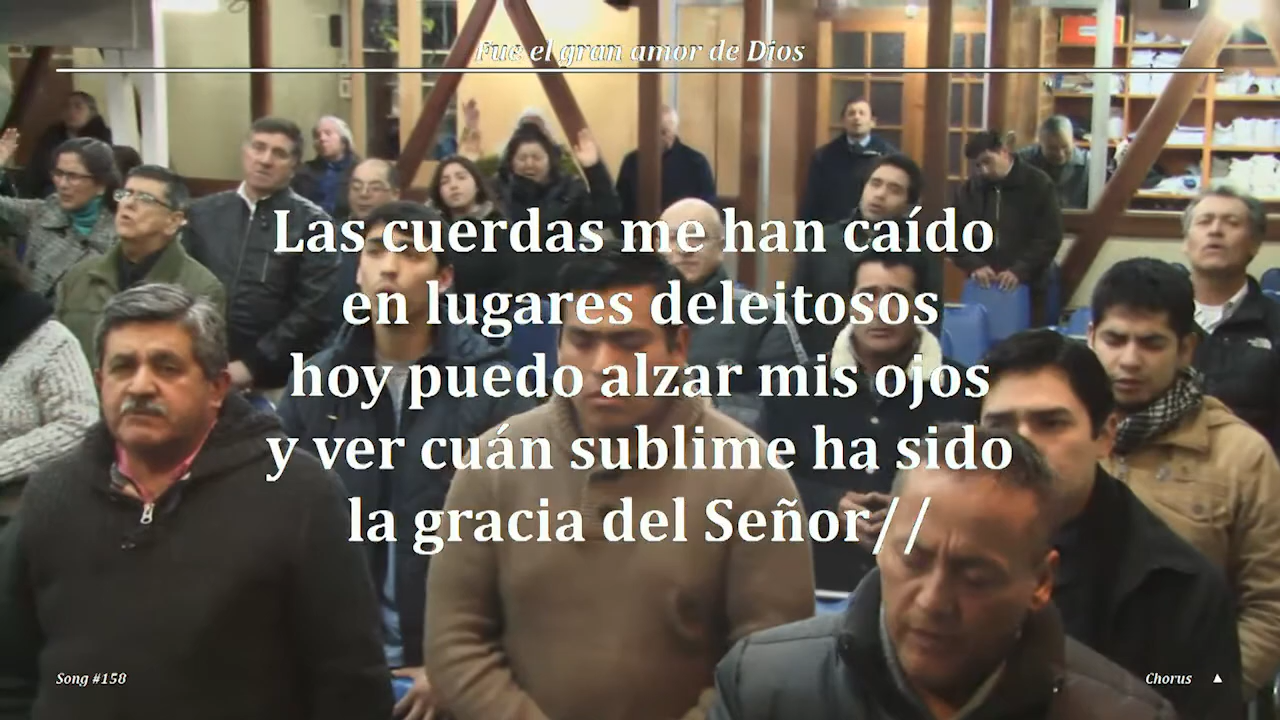 Fue el gran amor de Dios
Las cuerdas me han caído
en lugares deleitosos
hoy puedo alzar mis ojos
y ver cuán sublime ha sido
la gracia del Señor//
Song #158
Chorus ▲